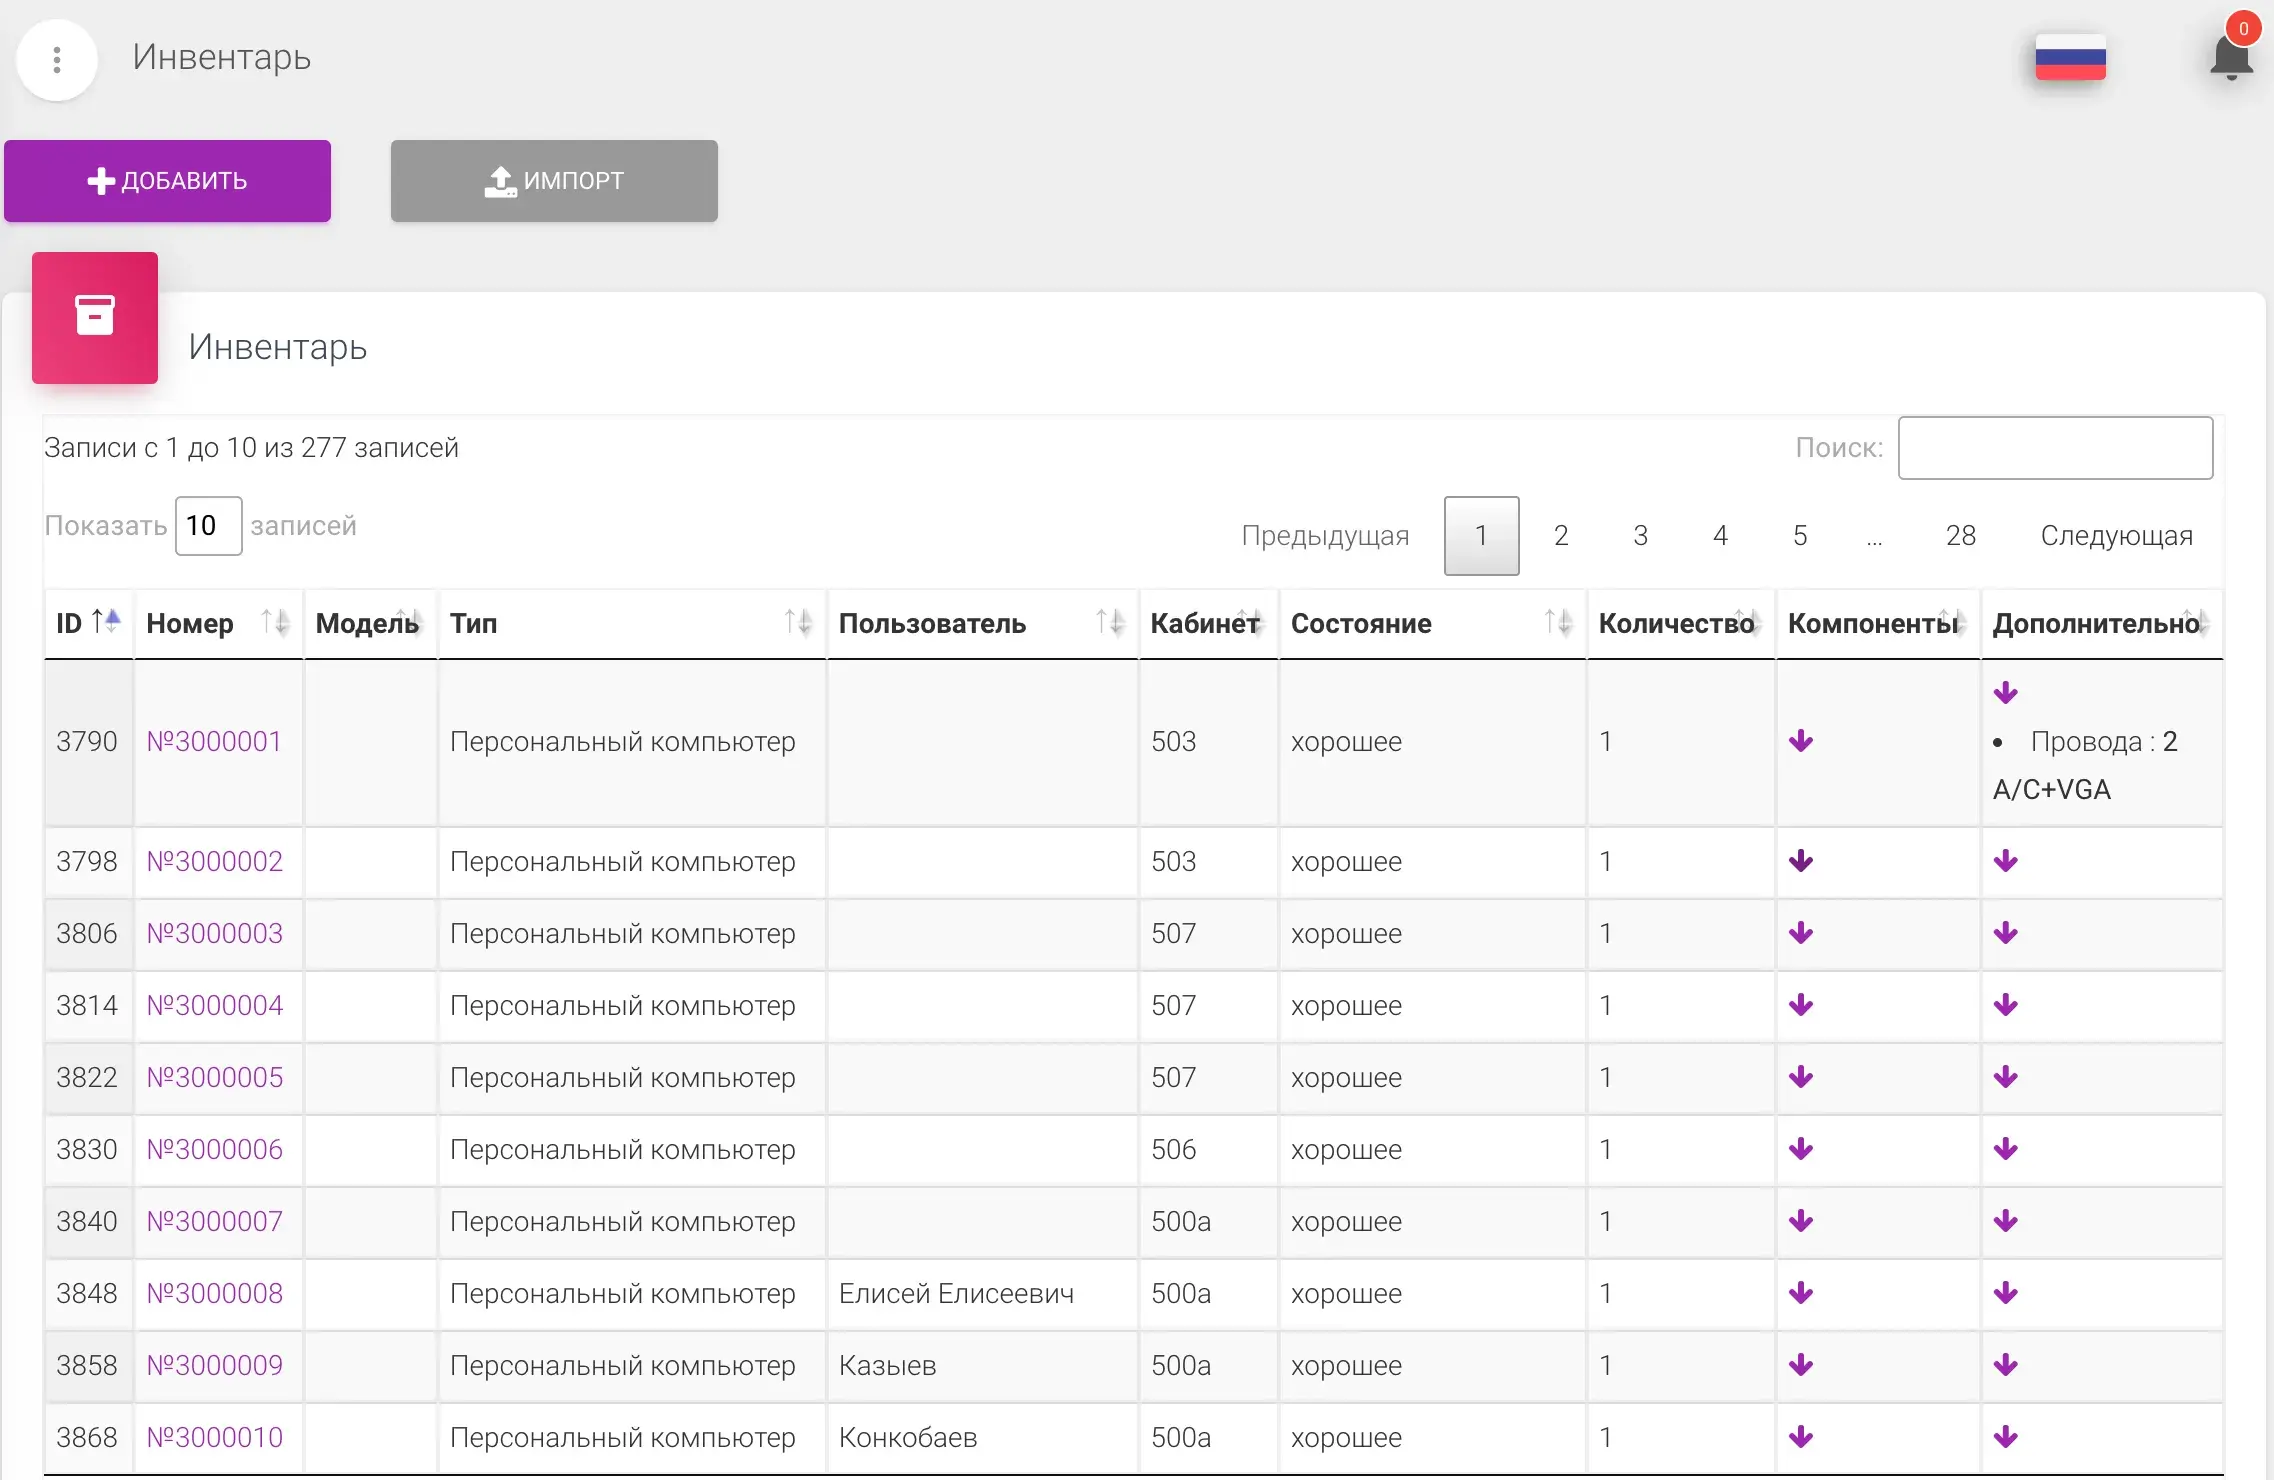 Инвентарь
0
ДОБАВИТЬ
ИМПОРТ
Инвентарь
Записи с 1 до 10 из 277 записей
Поиск:
Показать 10 записей
Предыдущая 1 2 3 4 5 ... 28 Следующая
ID Номер Модель Тип Пользователь Кабинет Состояние Количество Компоненты Дополнительно
3790 №3000001 Персональный компьютер 503 хорошее 1 • Провода : 2
A/C+VGA
3798 №3000002 Персональный компьютер 503 хорошее 1
3806 №3000003 Персональный компьютер 507 хорошее 1
3814 №3000004 Персональный компьютер 507 хорошее 1
3822 №3000005 Персональный компьютер 507 хорошее 1
3830 №3000006 Персональный компьютер 506 хорошее 1
3840 №3000007 Персональный компьютер 500а хорошее 1
3848 №3000008 Персональный компьютер Елисей Елисеевич 500а хорошее 1
3858 №3000009 Персональный компьютер Казыев 500а хорошее 1
3868 №3000010 Персональный компьютер Конкобаев 500а хорошее 1